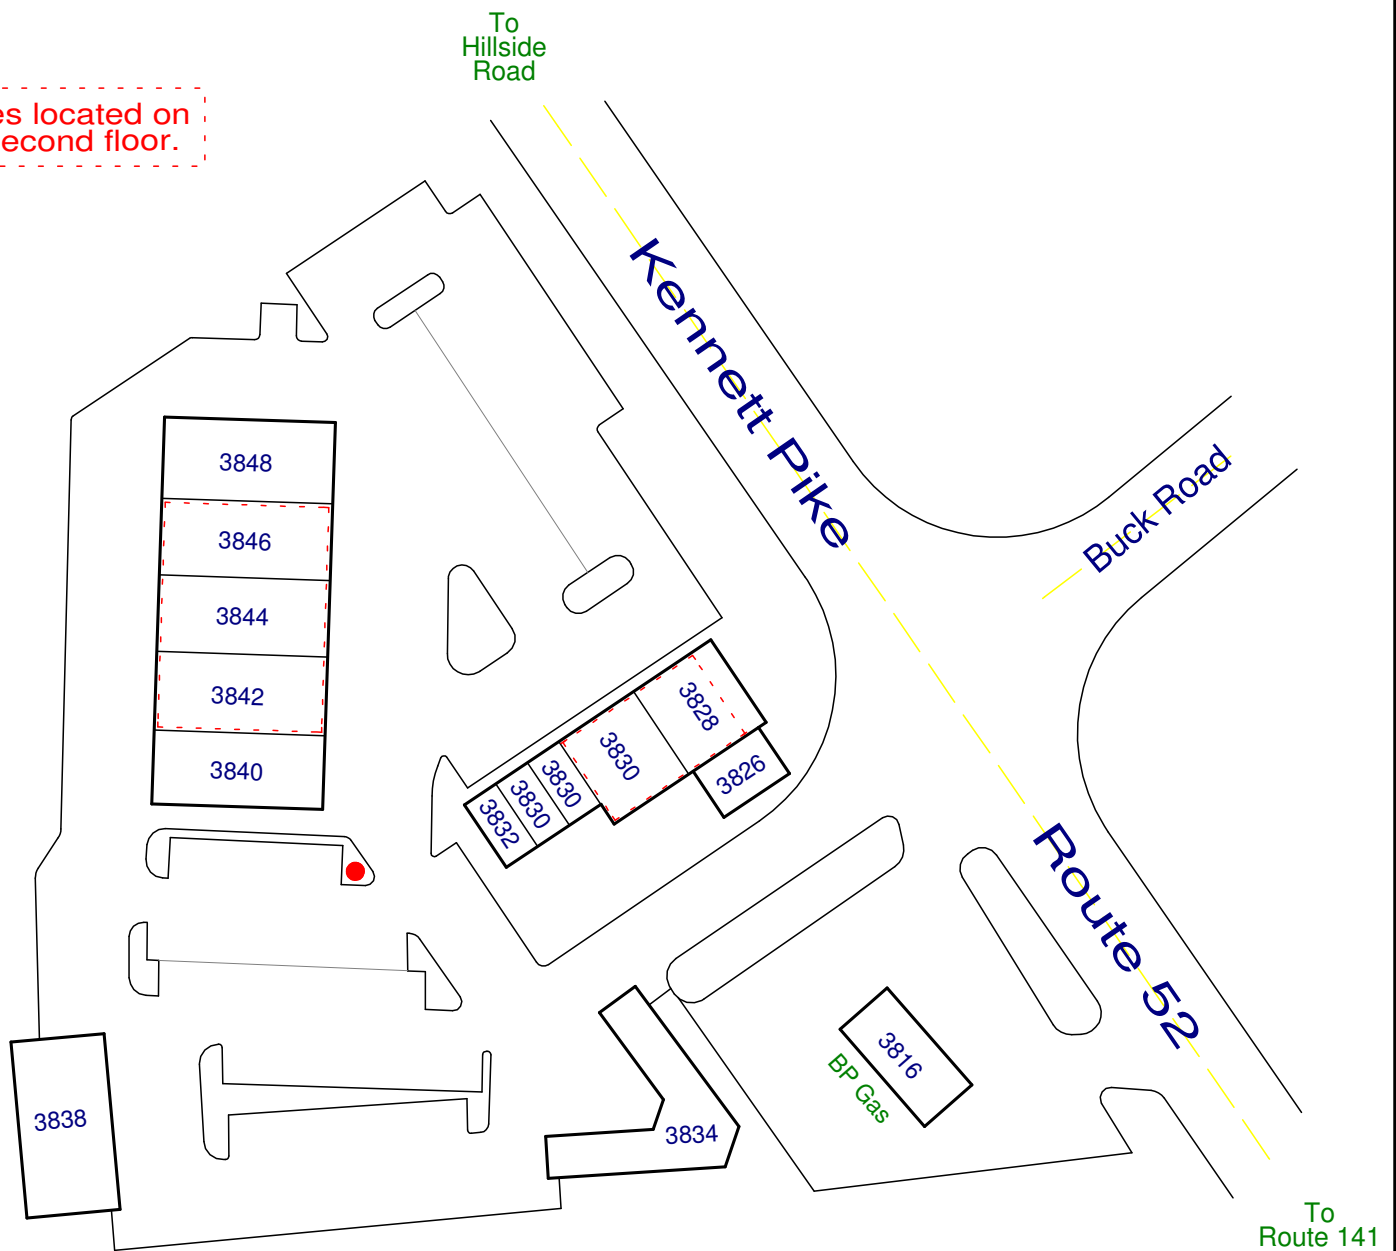 To
Hillside
Road
es located on
econd floor.
Kennett Pike
Buck Road
3848
3846
3844
3842
3840
3828
3830
3826
3830
3830
3832
Route 52
3816
BP Gas
3838
3834
To
Route 141